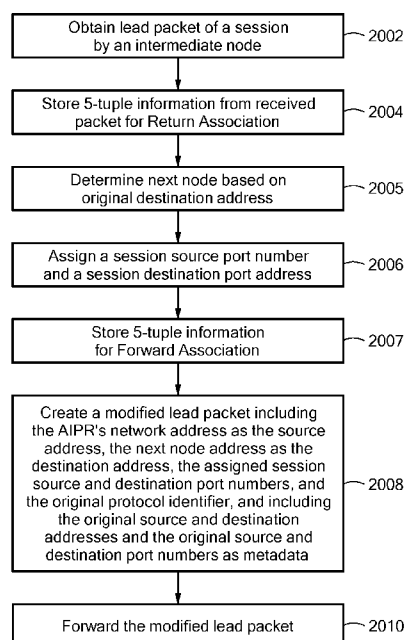 Obtain lead packet of a session
by an intermediate node
2002
Store 5-tuple information from received
packet for Return Association
2004
Determine next node based on
original destination address
2005
Assign a session source port number
and a session destination port address
2006
Store 5-tuple information
for Forward Association
2007
Create a modified lead packet including
the AIPR's network address as the source
address, the next node address as the
destination address, the assigned session
source and destination port numbers, and
the original protocol identifier, and including
the original source and destination
addresses and the original source and
destination port numbers as metadata
2008
Forward the modified lead packet
2010